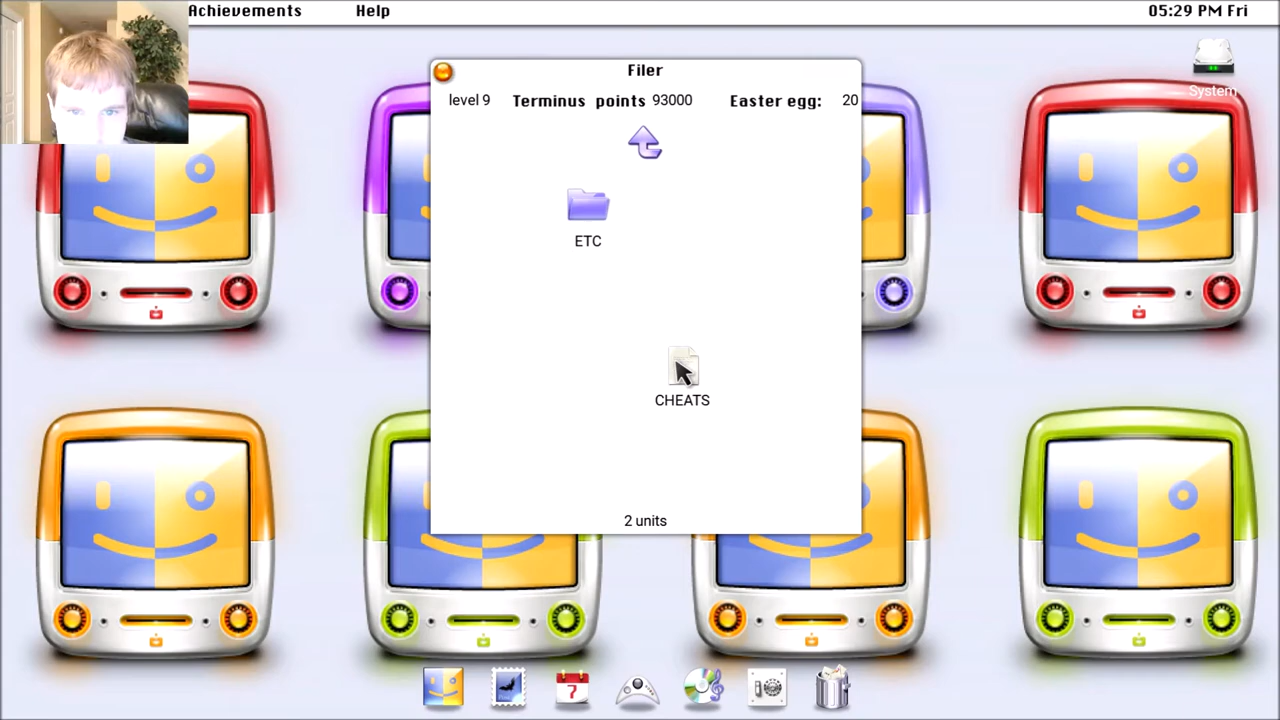 Achievements Help 05:29 PM Fri
Filer
level 9 Terminus points 93000 Easter egg: 20
System
ETC
CHEATS
2 units
7